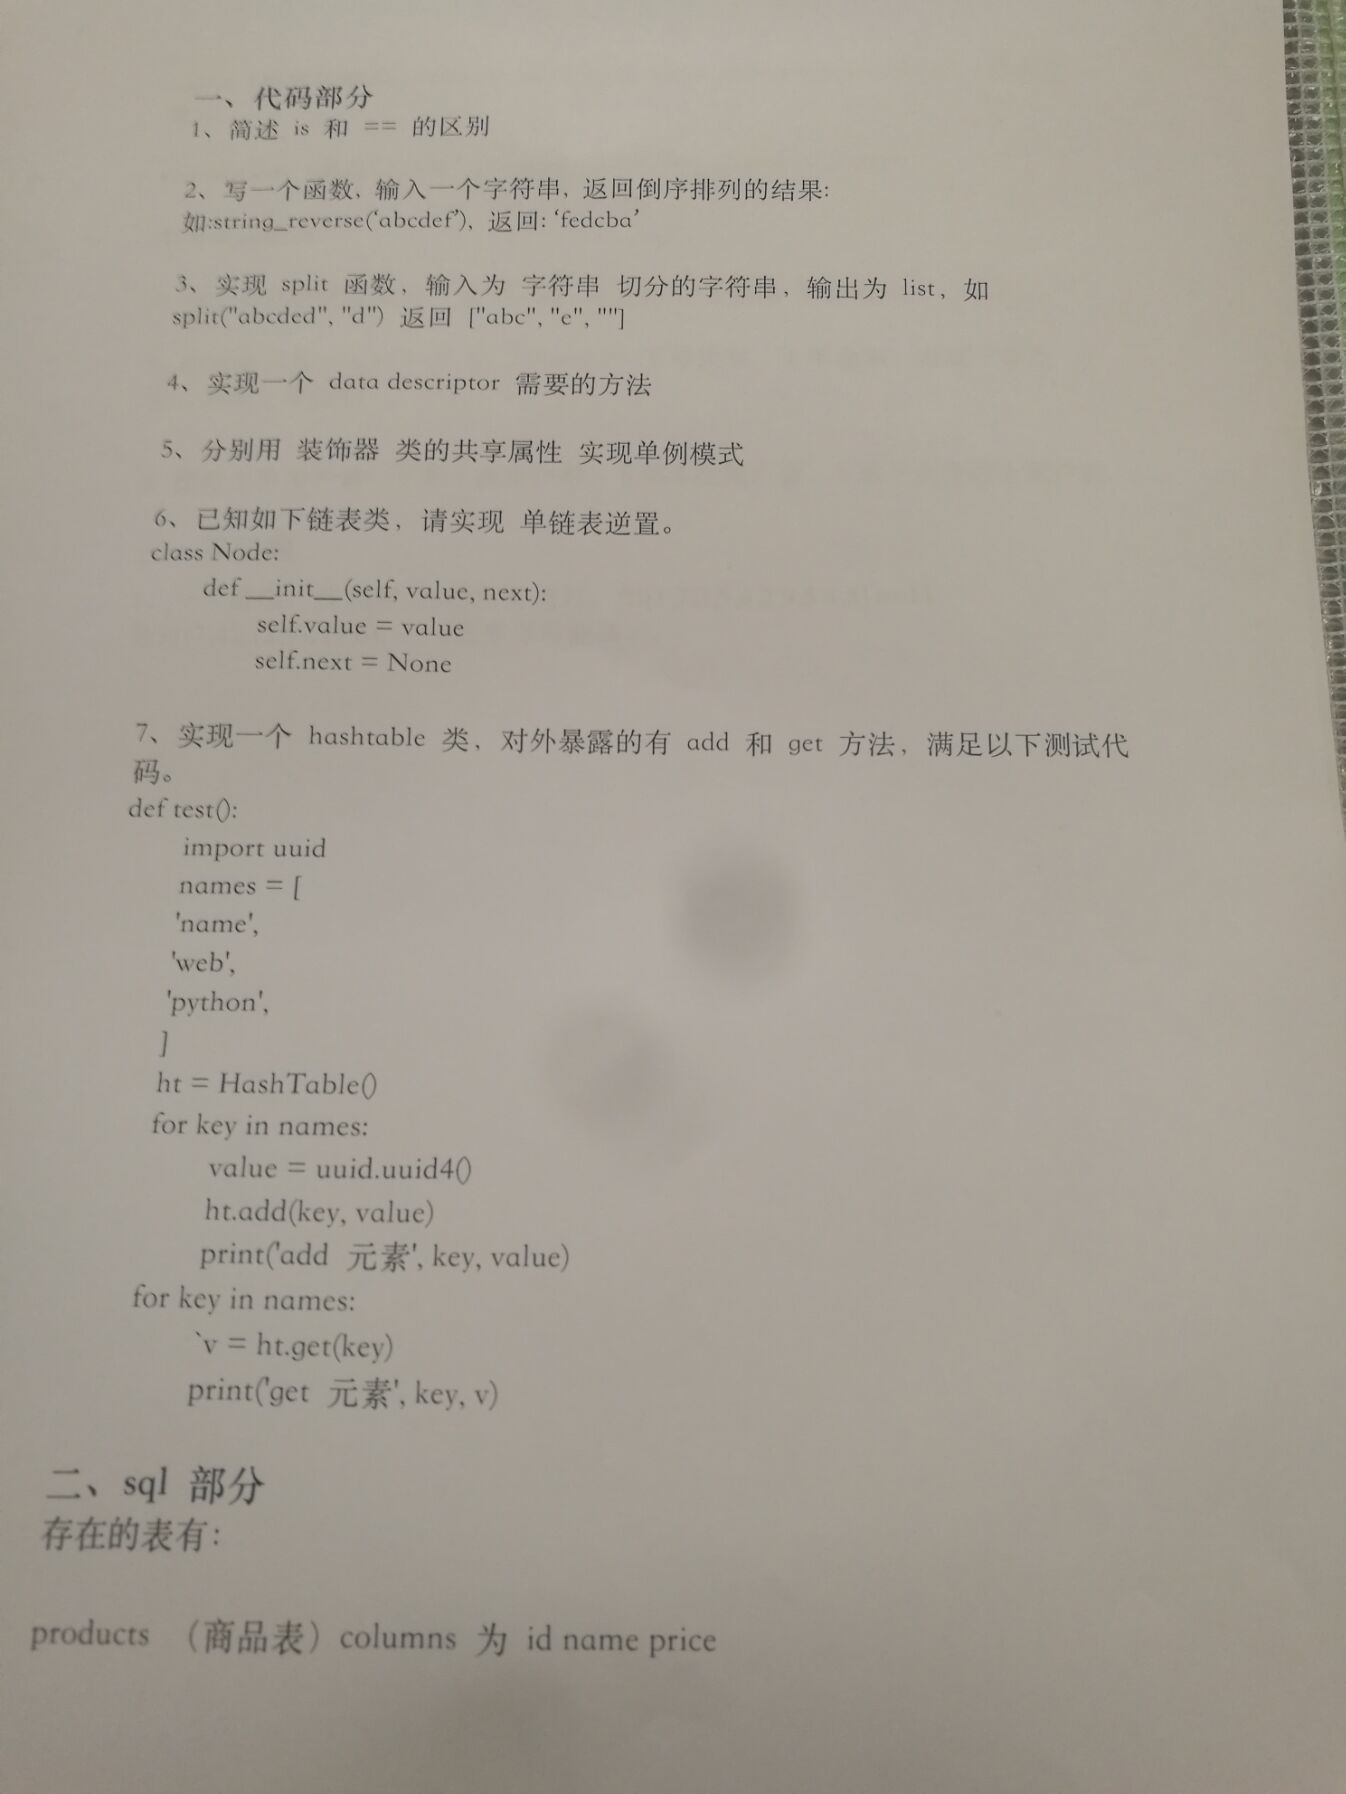 一、代码部分
1、简述 is 和 == 的区别
2、写一个函数, 输入一个字符串, 返回倒序排列的结果:
如:string_reverse(‘abcdef’), 返回: ‘fedcba’
3、实现 split 函数, 输入为 字符串 切分的字符串, 输出为 list, 如
split("abcded", "d") 返回 ["abc", "e", ""]
4、实现一个 data descriptor 需要的方法
5、分别用 装饰器 类的共享属性 实现单例模式
6、已知如下链表类, 请实现 单链表逆置。
class Node:
def __init__(self, value, next):
self.value = value
self.next = None
7、实现一个 hashtable 类, 对外暴露的有 add 和 get 方法, 满足以下测试代
码。
def test():
import uuid
names = [
'name',
'web',
'python',
]
ht = HashTable()
for key in names:
value = uuid.uuid4()
ht.add(key, value)
print('add 元素', key, value)
for key in names:
`v = ht.get(key)
print('get 元素', key, v)
二、sql 部分
存在的表有:
products （商品表）columns 为 id name price